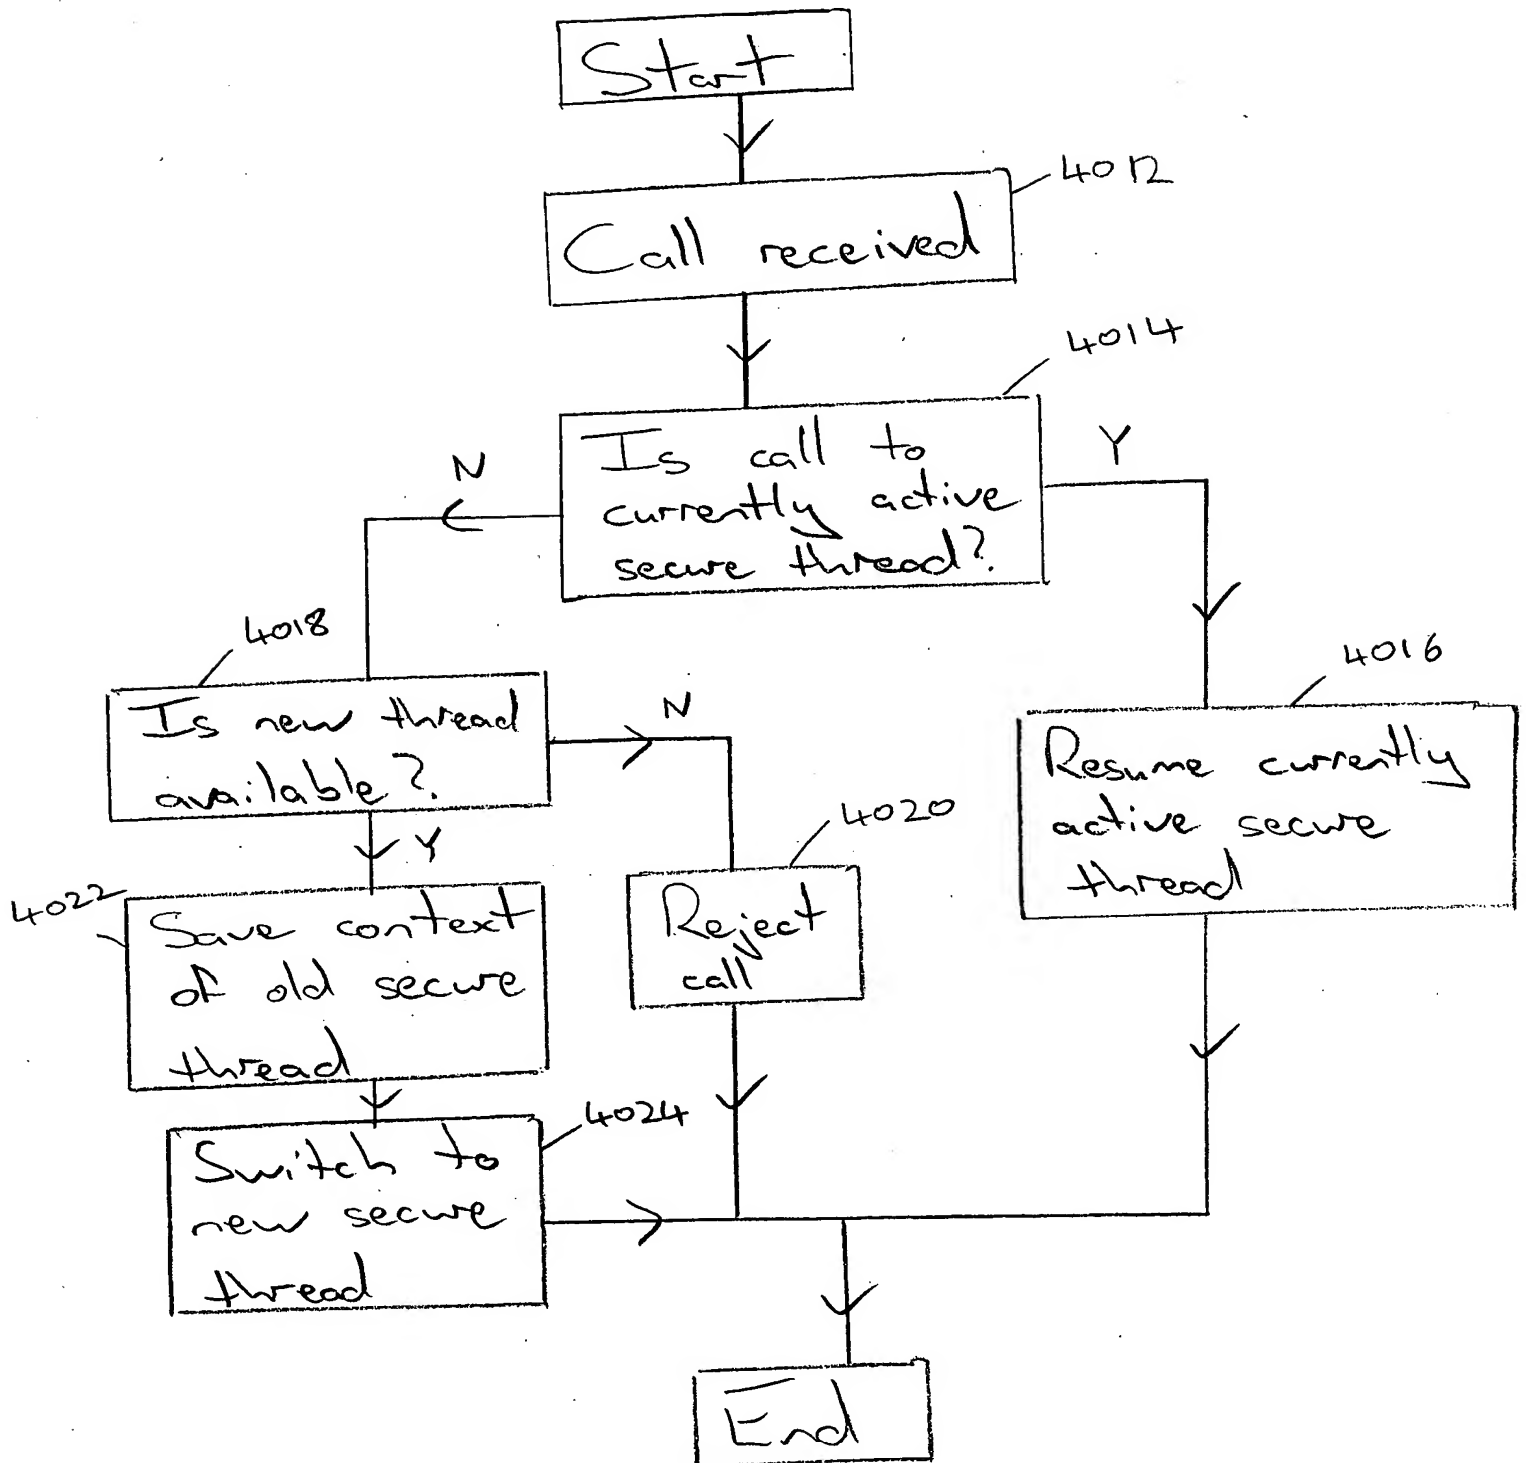 Start
4012
Call received
4014
Is call to
currently active
secure thread?
N
Y
4018
Is new thread
available?
N
Y
4016
Resume currently
active secure
thread
4020
Reject
call
4022
Save context
of old secure
thread
4024
Switch to
new secure
thread
End